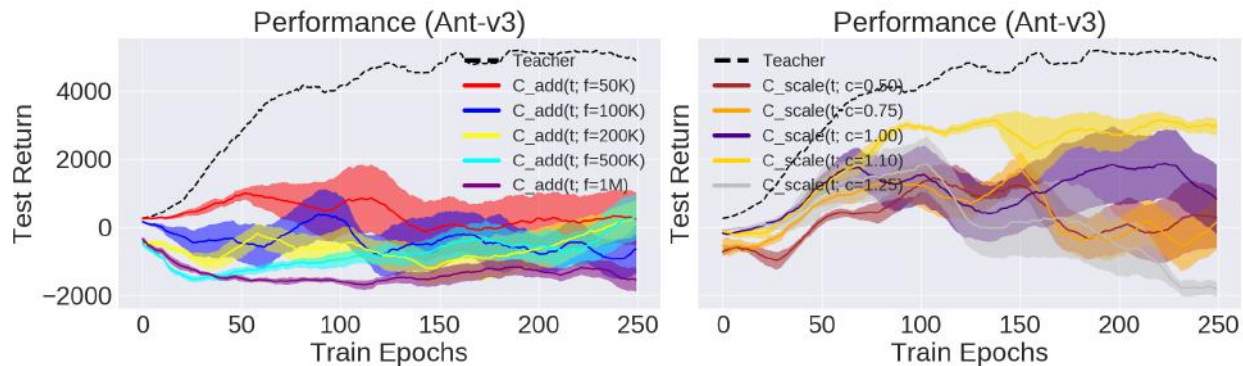 Performance (Ant-v3)
Test Return
4000
2000
0
−2000
Teacher
C_add(t; f=50K)
C_add(t; f=100K)
C_add(t; f=200K)
C_add(t; f=500K)
C_add(t; f=1M)
0 50 100 150 200 250
Train Epochs
Performance (Ant-v3)
Test Return
Teacher
C_scale(t; c=0.50)
C_scale(t; c=0.75)
C_scale(t; c=1.00)
C_scale(t; c=1.10)
C_scale(t; c=1.25)
0 50 100 150 200 250
Train Epochs